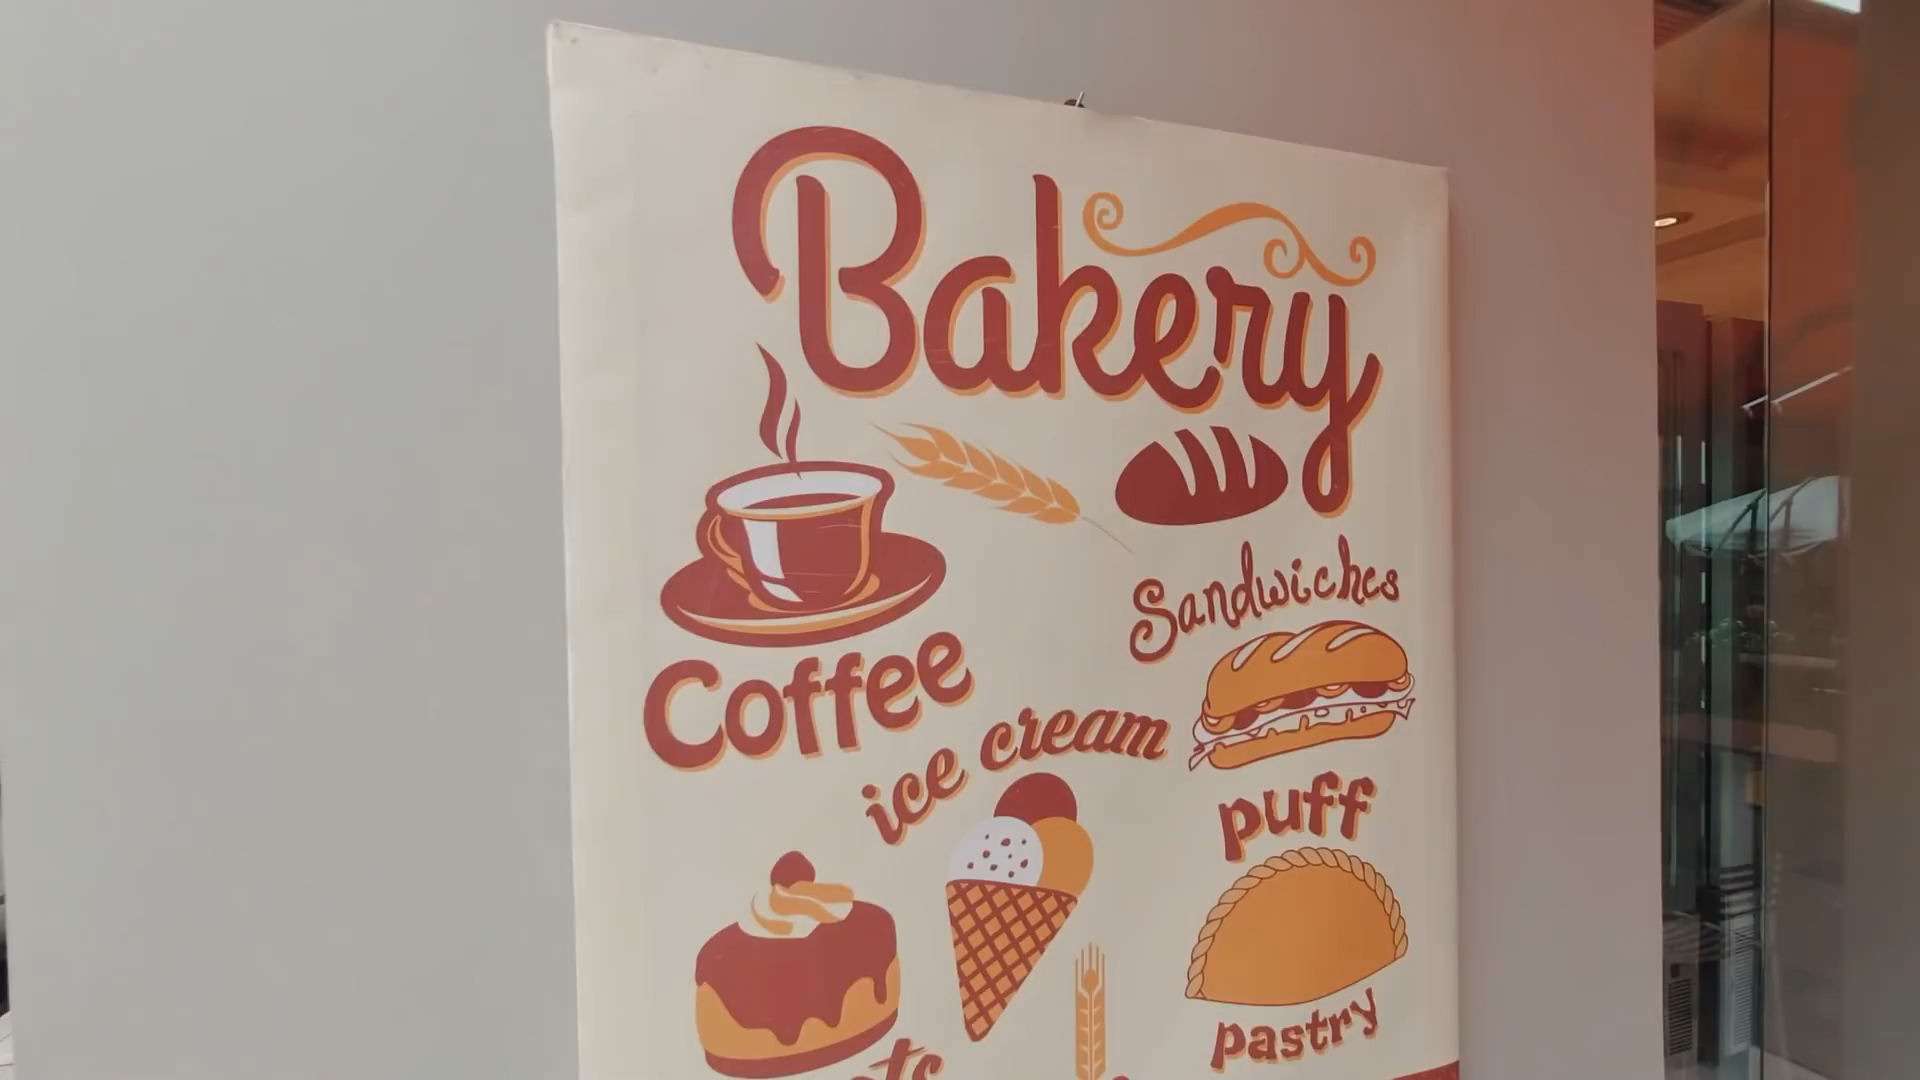 Bakery
Sandwiches
Coffee
ice cream
puff
pastry